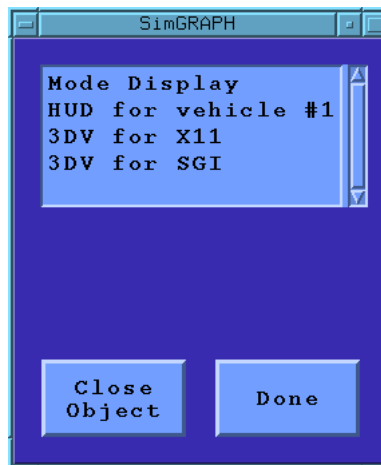 SimGRAPH
Mode Display
HUD for vehicle #1
3DV for X11
3DV for SGI
Close
Object
Done